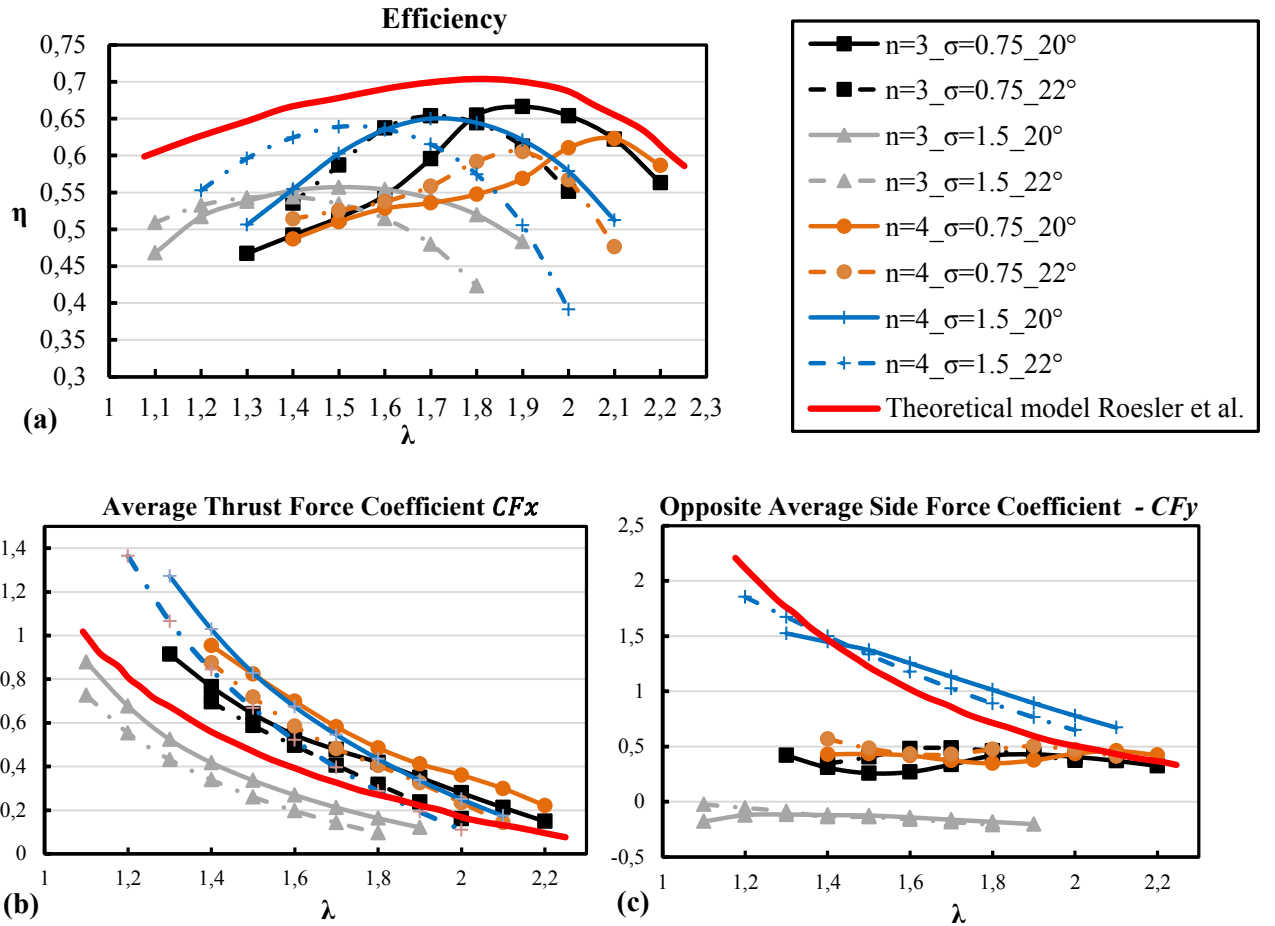 Efficiency
0,75
0,7
0,65
0,6
0,55
η
0,5
0,45
0,4
0,35
0,3
1 1,1 1,2 1,3 1,4 1,5 1,6 1,7 1,8 1,9 2 2,1 2,2 2,3
(a)
λ
n=3_σ=0.75_20°
n=3_σ=0.75_22°
n=3_σ=1.5_20°
n=3_σ=1.5_22°
n=4_σ=0.75_20°
n=4_σ=0.75_22°
n=4_σ=1.5_20°
n=4_σ=1.5_22°
Theoretical model Roesler et al.
Average Thrust Force Coefficient CFx
1,4
1,2
1
0,8
0,6
0,4
0,2
0
1 1,2 1,4 1,6 1,8 2 2,2
(b)
λ
Opposite Average Side Force Coefficient - CFy
2,5
2
1,5
1
0,5
0
-0,5
1 1,2 1,4 1,6 1,8 2 2,2
(c)
λ